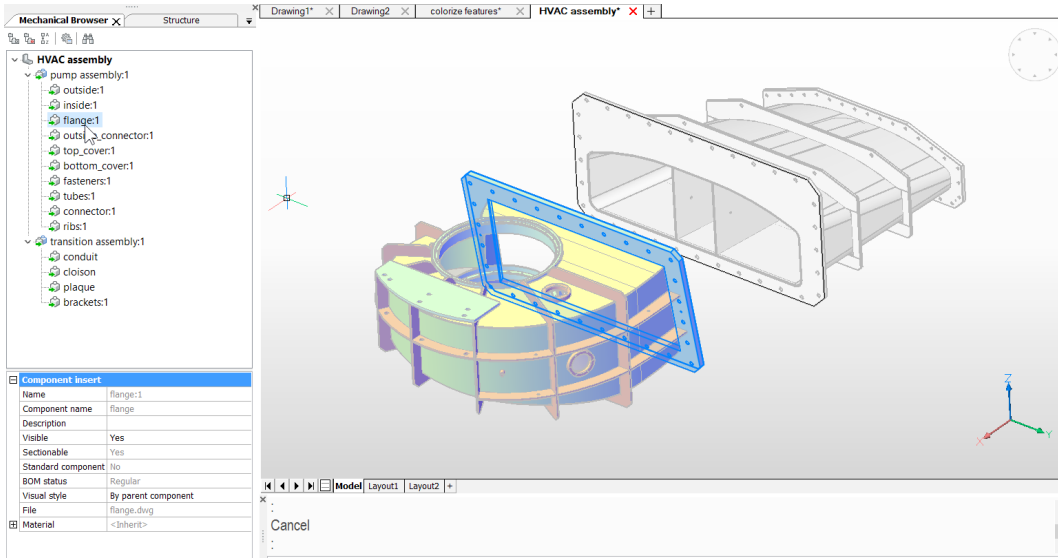 Mechanical Browser
Structure
HVAC assembly
pump assembly:1
outside:1
inside:1
flange:1
outside_connector:1
top_cover:1
bottom_cover:1
fasteners:1
tubes:1
connector:1
ribs:1
transition assembly:1
conduit
cloison
plaque
brackets:1
Component insert
Name flange:1
Component name flange
Description
Visible Yes
Sectionable Yes
Standard component No
BOM status Regular
Visual style By parent component
File flange.dwg
Material <Inherit>
Drawing1* Drawing2 colorize features* HVAC assembly*
Z
X
Y
Model Layout1 Layout2 +
:
Cancel
: